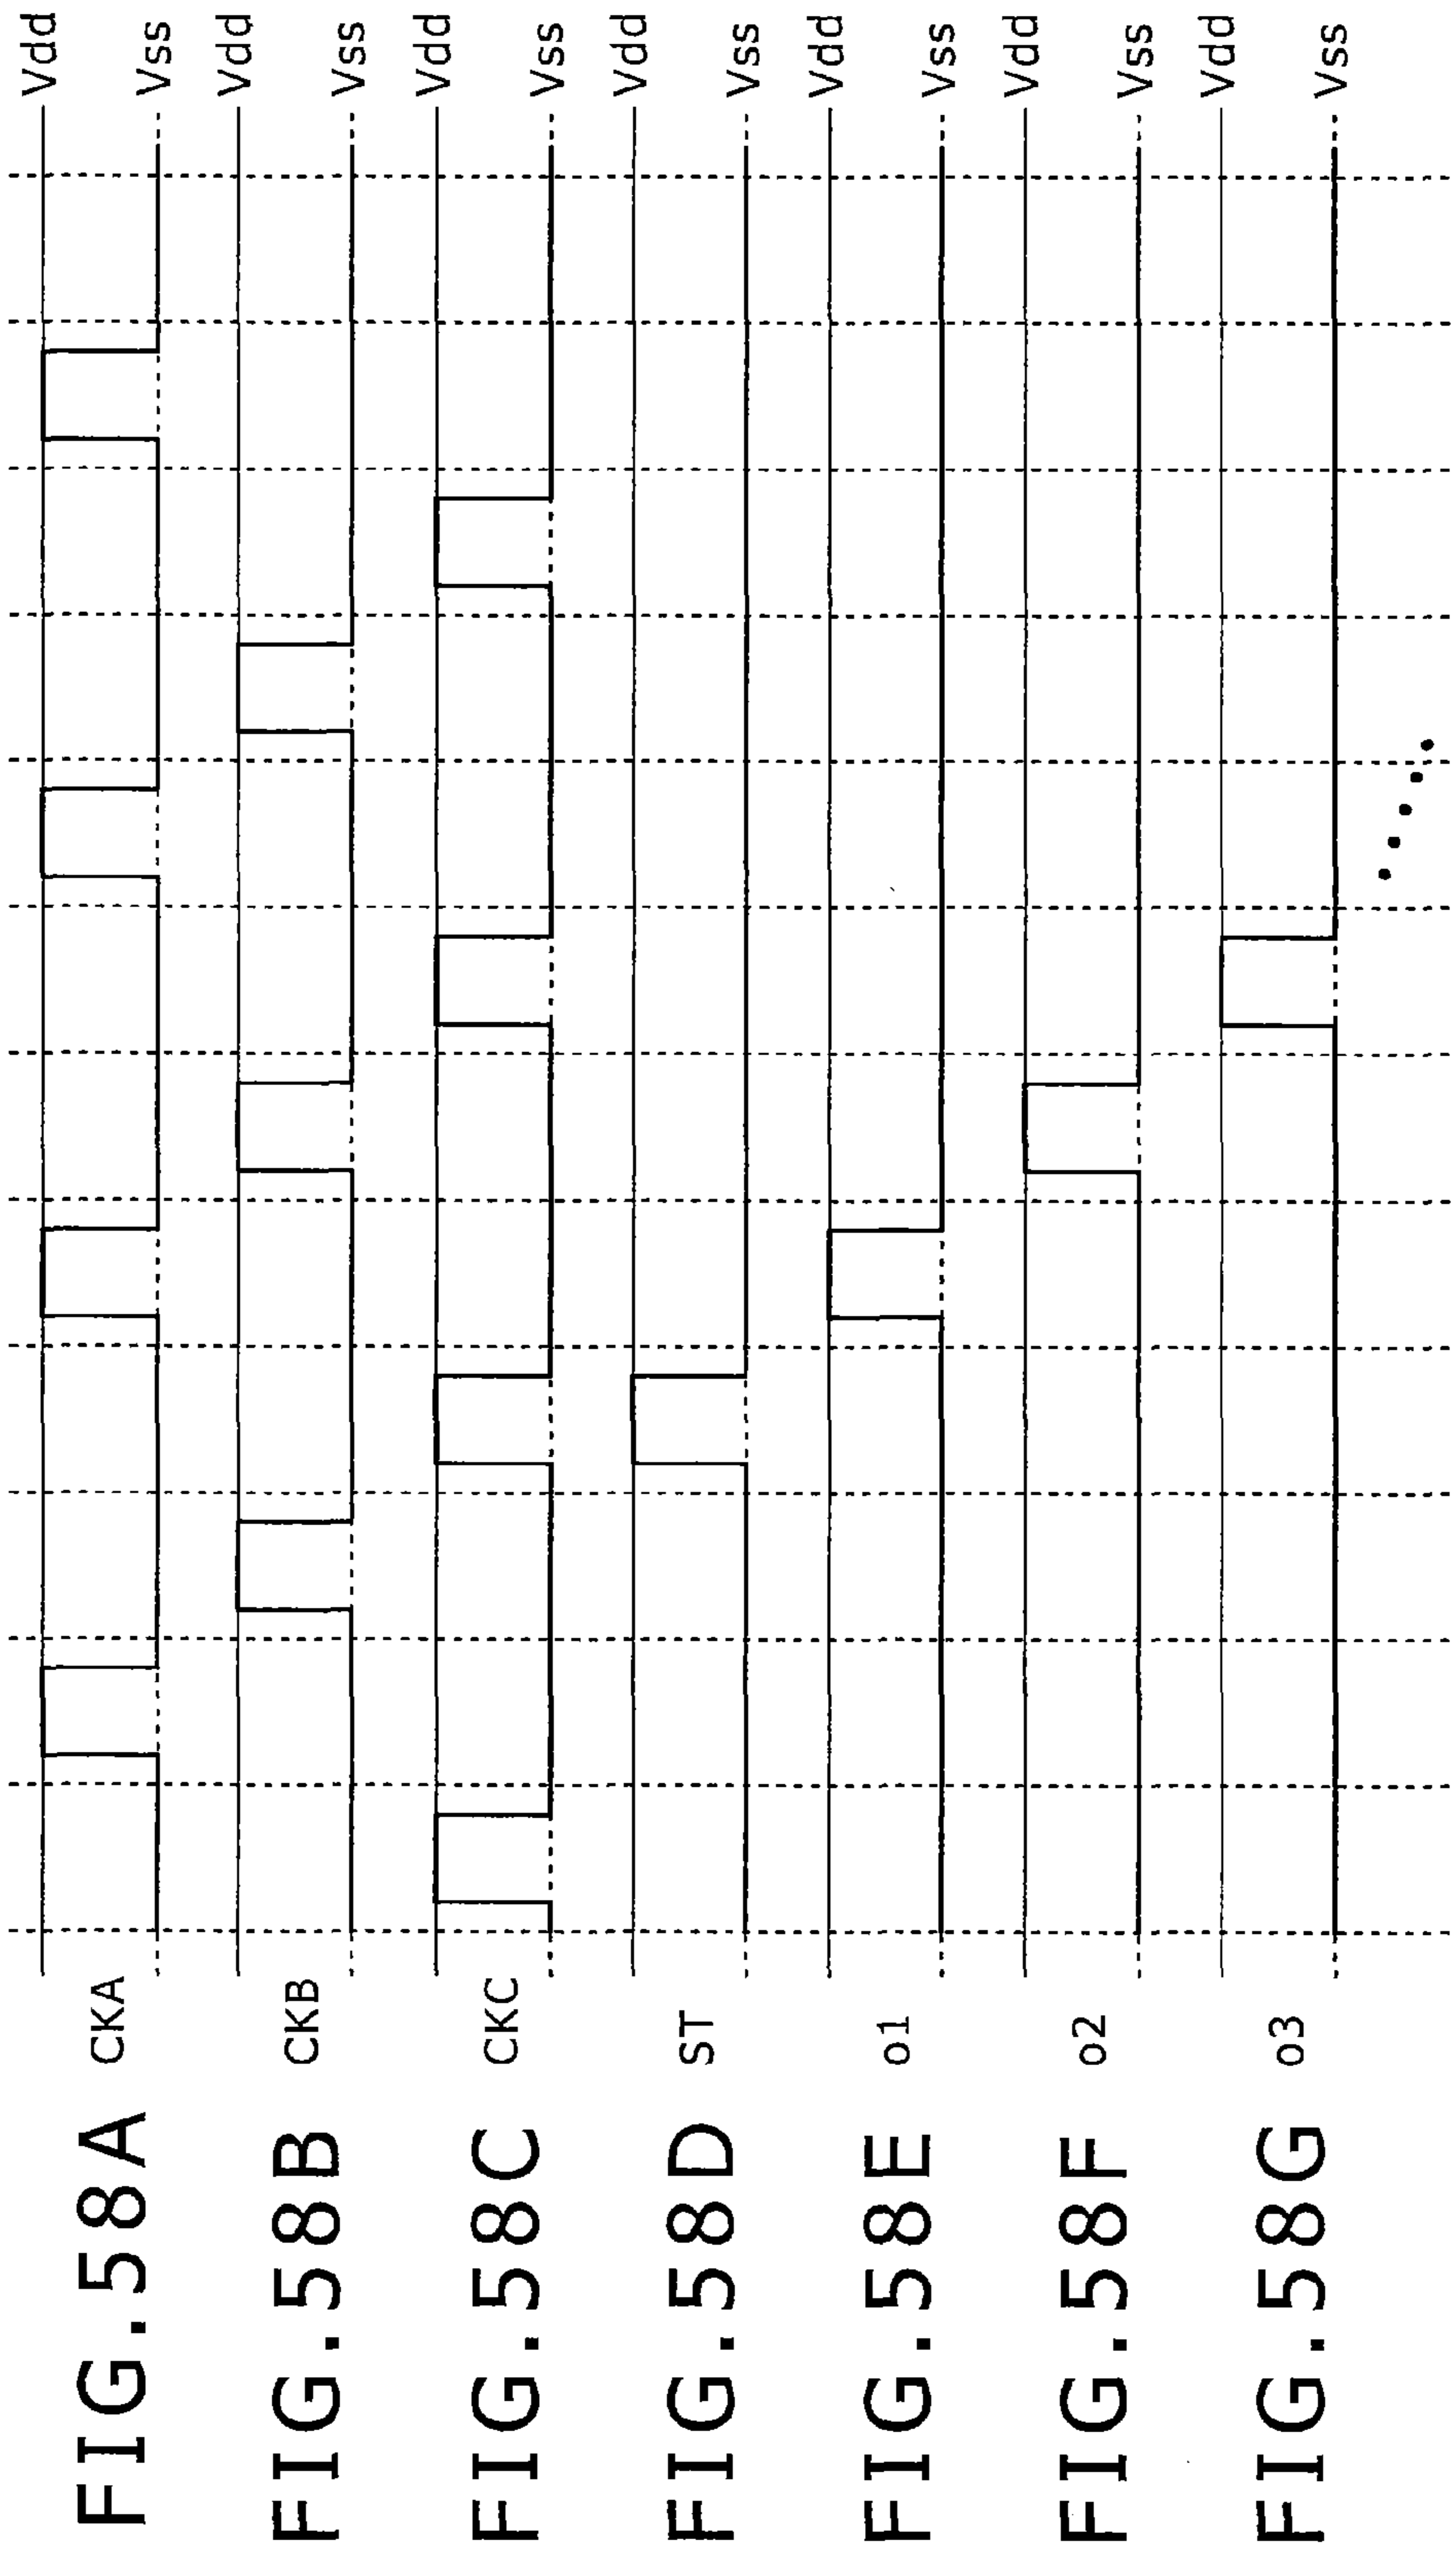 FIG.58A CKA Vdd
Vss
FIG.58B CKB Vdd
Vss
FIG.58C CKC Vdd
Vss
FIG.58D ST Vdd
Vss
FIG.58E o1 Vdd
Vss
FIG.58F o2 Vdd
Vss
FIG.58G o3 Vdd
Vss